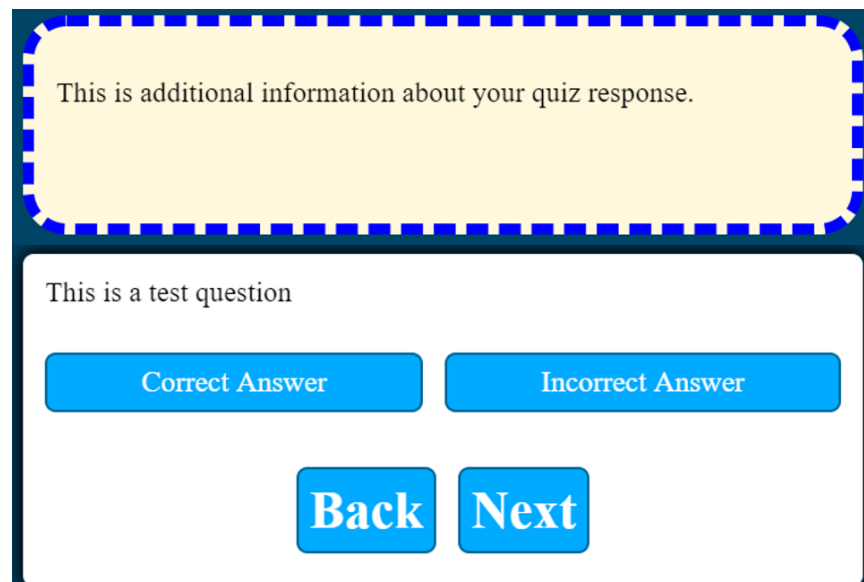 This is additional information about your quiz response.
This is a test question
Correct Answer
Incorrect Answer
Back
Next